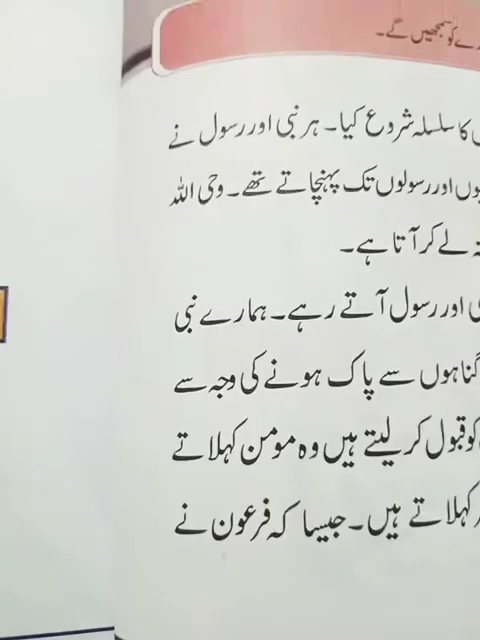 کو سمجھیں گے۔
کا سلسلہ شروع کیا۔ ہر نبی اور رسول نے
اور رسولوں تک پہنچاتے تھے۔ وحی اللہ
لے کر آتا ہے۔
اور رسول آتے رہے۔ ہمارے نبی
گناہوں سے پاک ہونے کی وجہ سے
کو قبول کر لیتے ہیں وہ مومن کہلاتے
کہلاتے ہیں۔ جیسا کہ فرعون نے